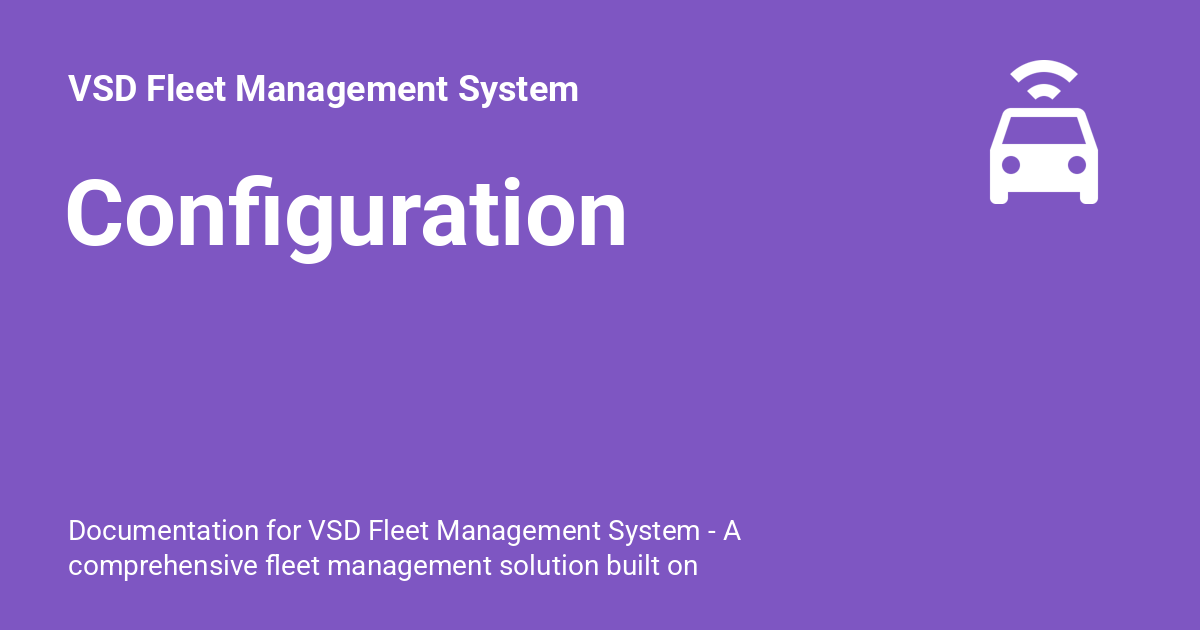 VSD Fleet Management System
Configuration
Documentation for VSD Fleet Management System - A
comprehensive fleet management solution built on